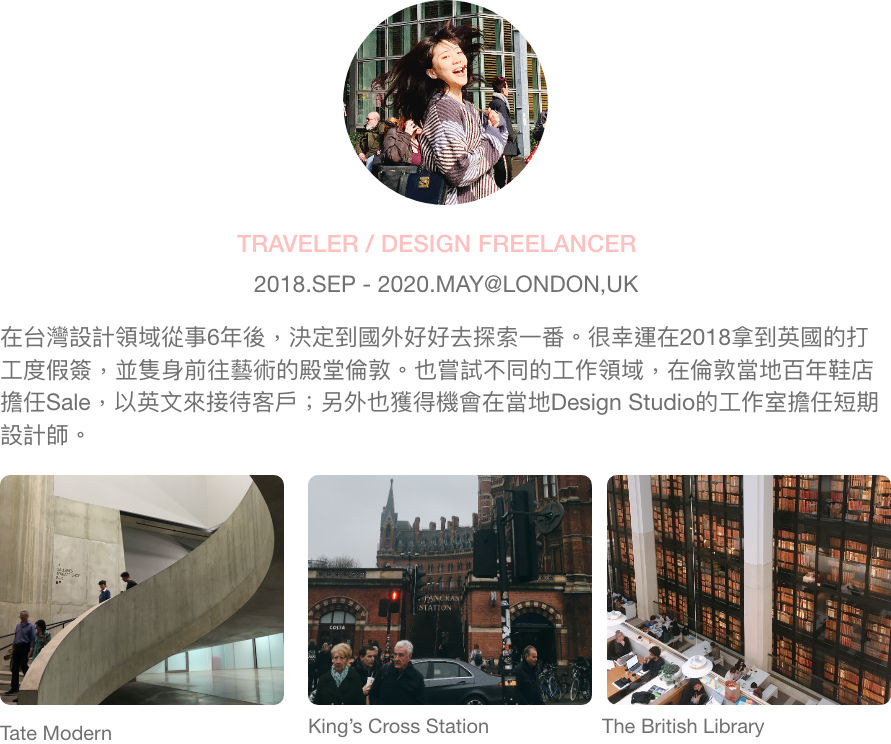 TRAVELER / DESIGN FREELANCER
2018.SEP - 2020.MAY@LONDON,UK
在台灣設計領域從事6年後，決定到國外好好去探索一番。很幸運在2018拿到英國的打
工度假簽，並隻身前往藝術的殿堂倫敦。也嘗試不同的工作領域，在倫敦當地百年鞋店
擔任Sale，以英文來接待客戶；另外也獲得機會在當地Design Studio的工作室擔任短期
設計師。
PANCRAS
STATION
COSTA
Tate Modern
King’s Cross Station
The British Library